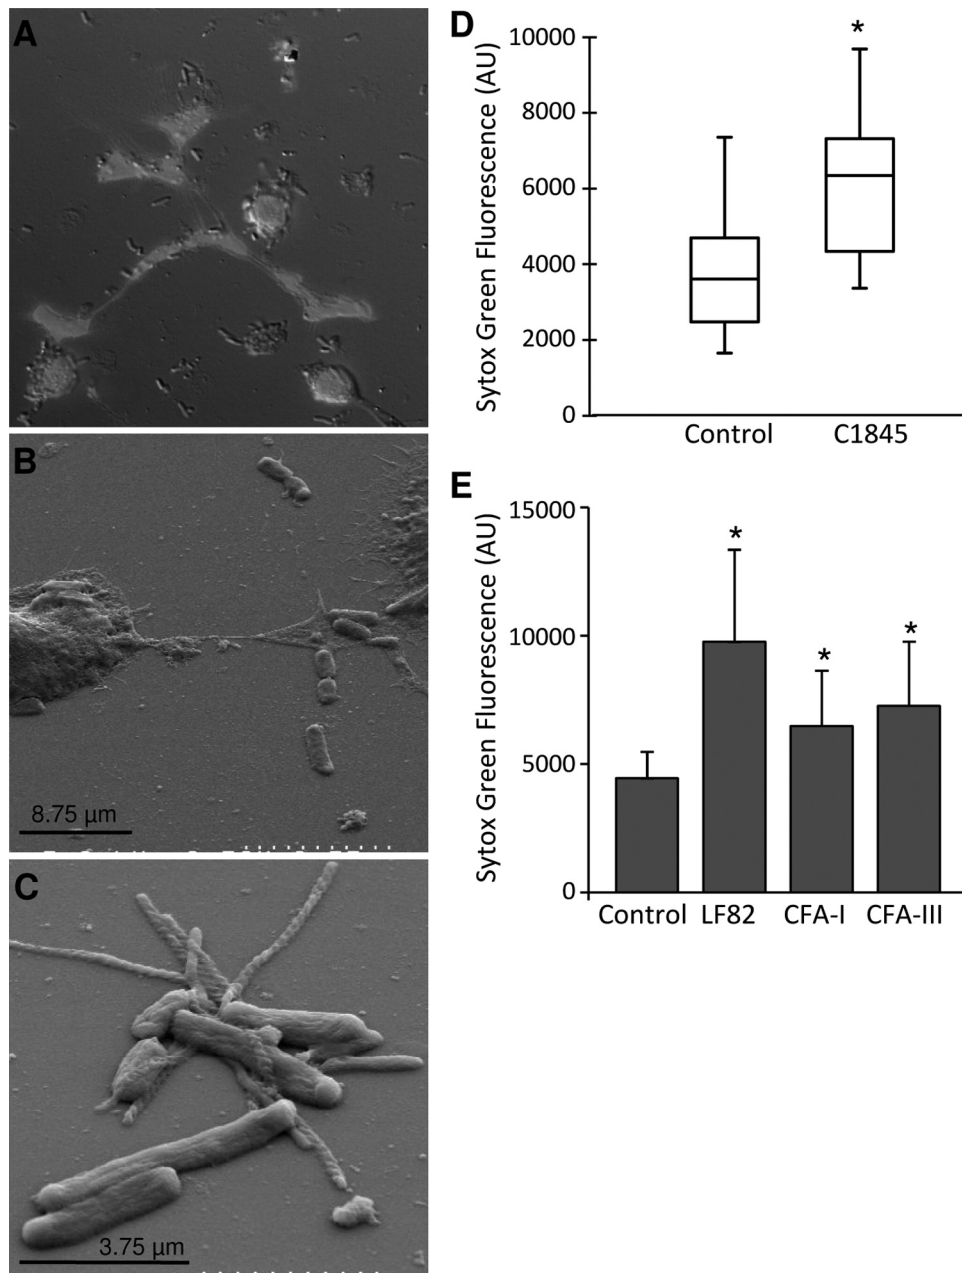 A
B
8.75 µm
C
3.75 µm
D
Sytox Green Fluorescence (AU)
10000
8000
6000
4000
2000
0
*
Control C1845
E
Sytox Green Fluorescence (AU)
15000
10000
5000
0
*
*
*
Control LF82 CFA-I CFA-III